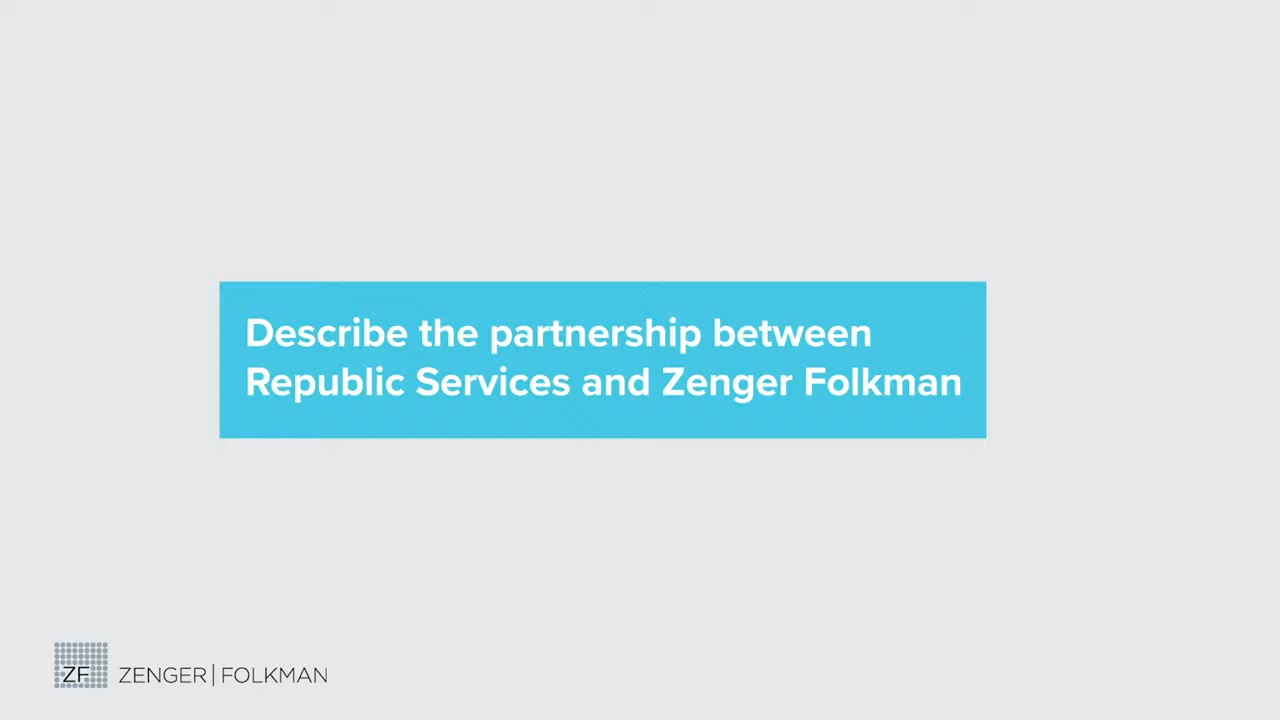 Describe the partnership between
Republic Services and Zenger Folkman
ZF ZENGER|FOLKMAN